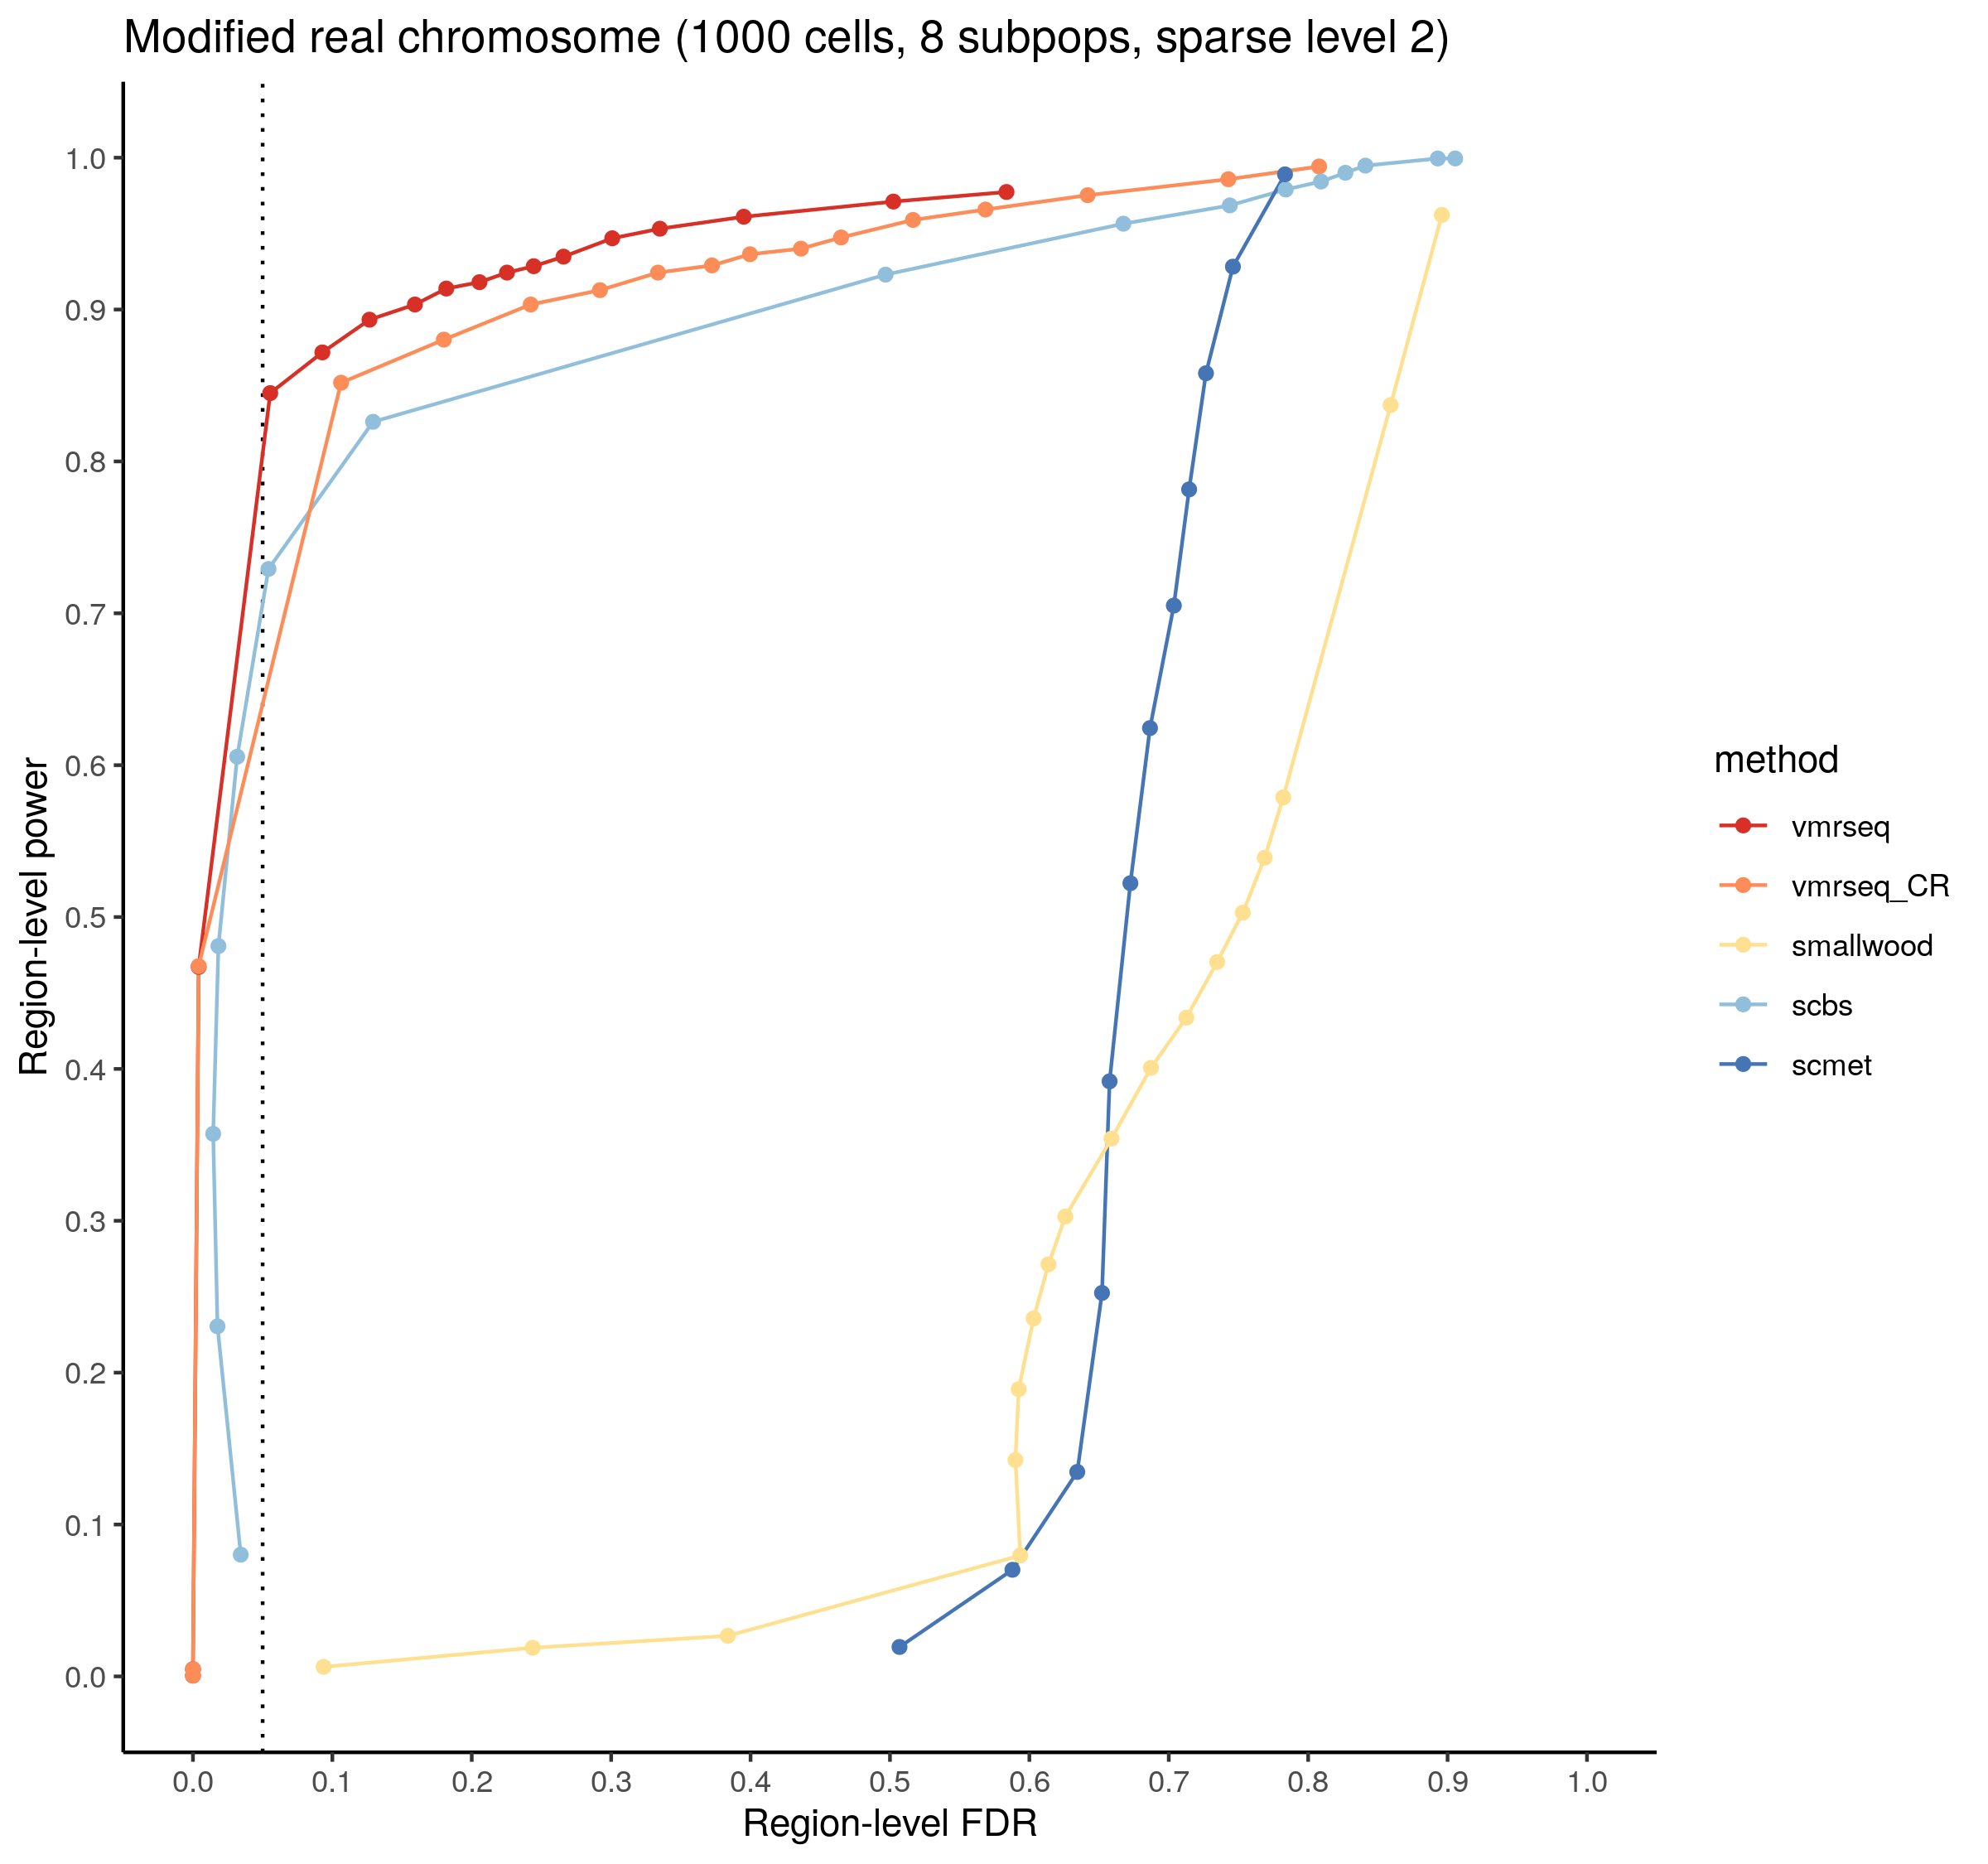 Modified real chromosome (1000 cells, 8 subpops, sparse level 2)
Region-level power
1.0
0.9
0.8
0.7
0.6
0.5
0.4
0.3
0.2
0.1
0.0
0.0 0.1 0.2 0.3 0.4 0.5 0.6 0.7 0.8 0.9 1.0
Region-level FDR
method
vmrseq
vmrseq_CR
smallwood
scbs
scmet